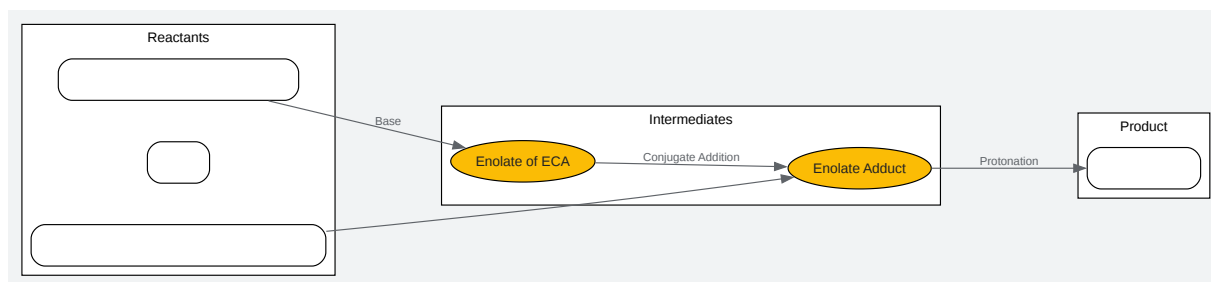 Reactants
Base
Intermediates
Enolate of ECA
Conjugate Addition
Enolate Adduct
Protonation
Product